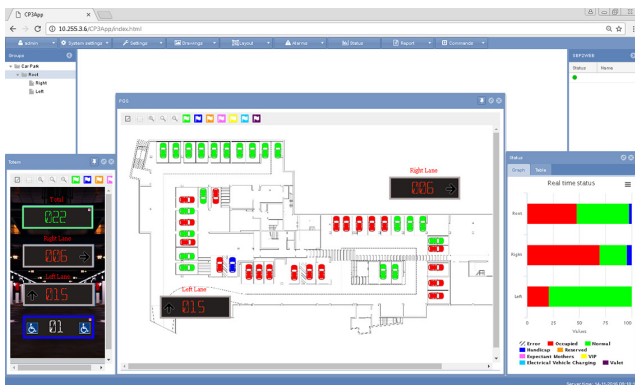 CP3App
10.255.3.6/CP3App/index.html
admin
System settings
Settings
Drawings
Layout
Alarms
Status
Report
Commands
Groups
Car Park
Root
Right
Left
Status Name
PGS
Right Lane
006
Left Lane
015
Totem
Total
022
Right Lane
006
Left Lane
015
01
Status
Graph Table
Real time status
Root
Right
Left
0 25 50 75 100
Values
Error Occupied Normal
Handicap Reserved
Expectant Mothers VIP
Electrical Vehicle Charging Valet